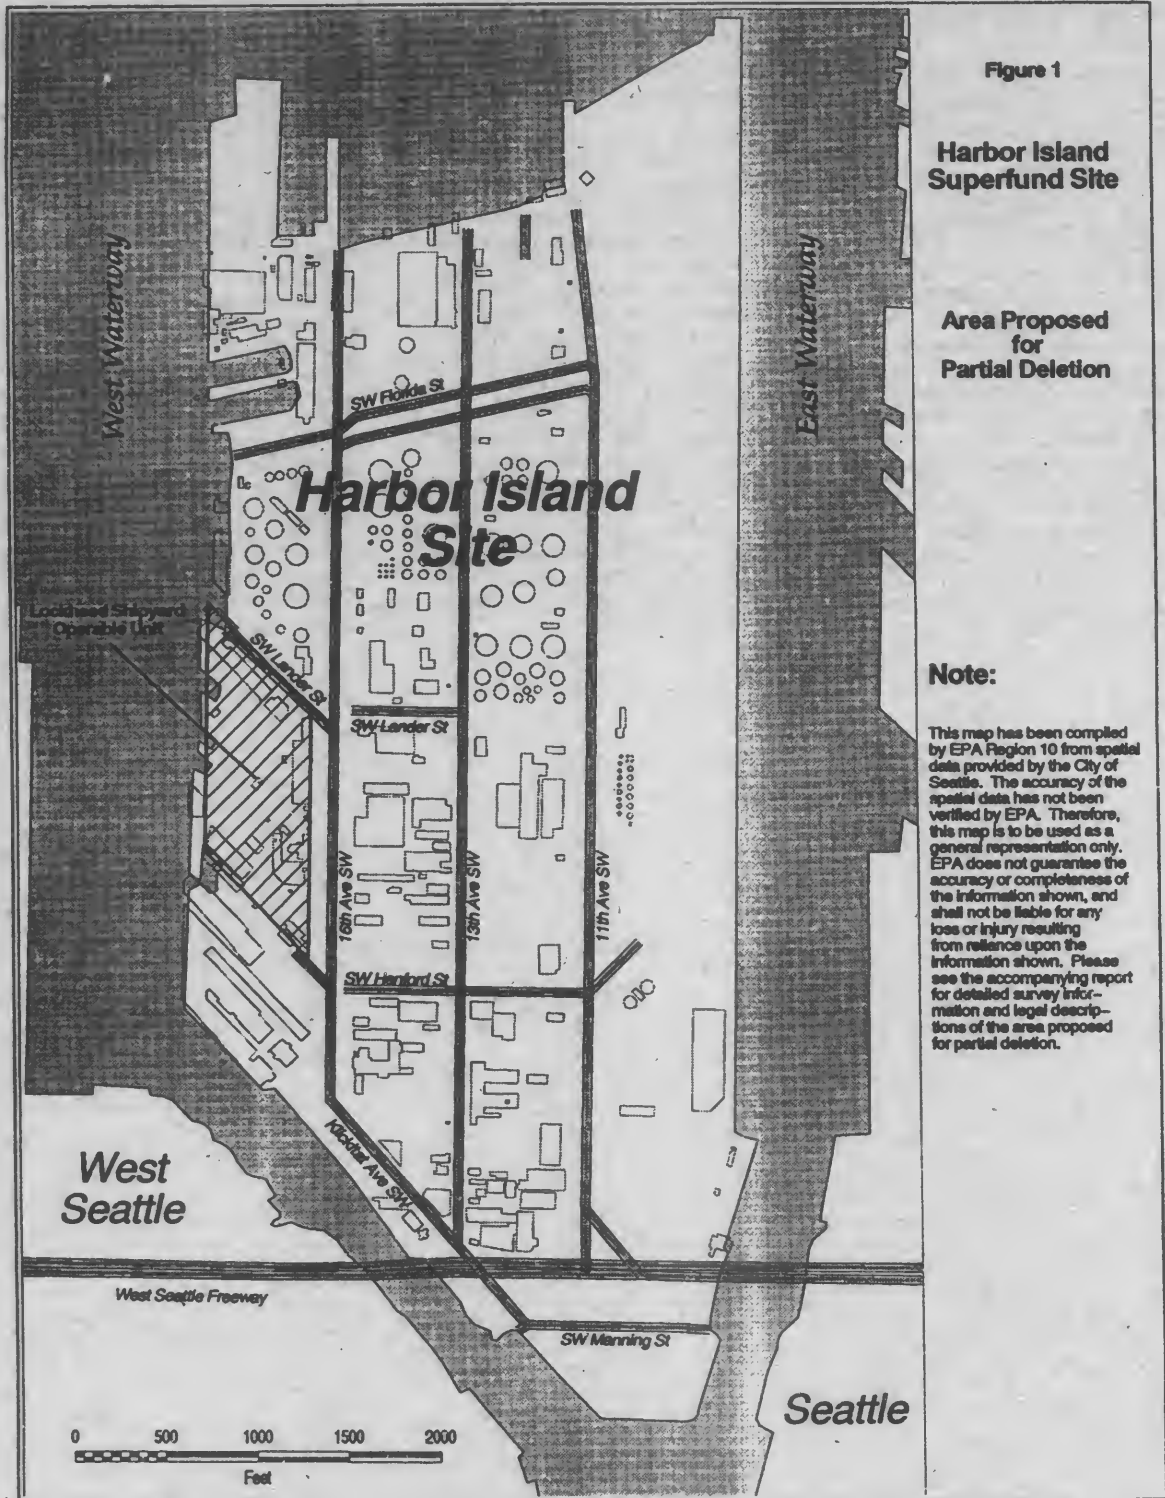 Figure 1
Harbor Island
Superfund Site
Area Proposed
for
Partial Deletion
West Waterway
East Waterway
SW Florida St
Harbor Island
Site
Lockheed Shipyard
Operable Unit
SW Lander St
SW Lander St
16th Ave SW
13th Ave SW
11th Ave SW
SW Hanford St
Klickitat Ave SW
West
Seattle
West Seattle Freeway
SW Manning St
Seattle
0 500 1000 1500 2000
Feet
Note:
This map has been compiled
by EPA Region 10 from spatial
data provided by the City of
Seattle. The accuracy of the
spatial data has not been
verified by EPA. Therefore,
this map is to be used as a
general representation only.
EPA does not guarantee the
accuracy or completeness of
the information shown, and
shall not be liable for any
loss or injury resulting
from reliance upon the
information shown. Please
see the accompanying report
for detailed survey infor-
mation and legal descrip-
tions of the area proposed
for partial deletion.